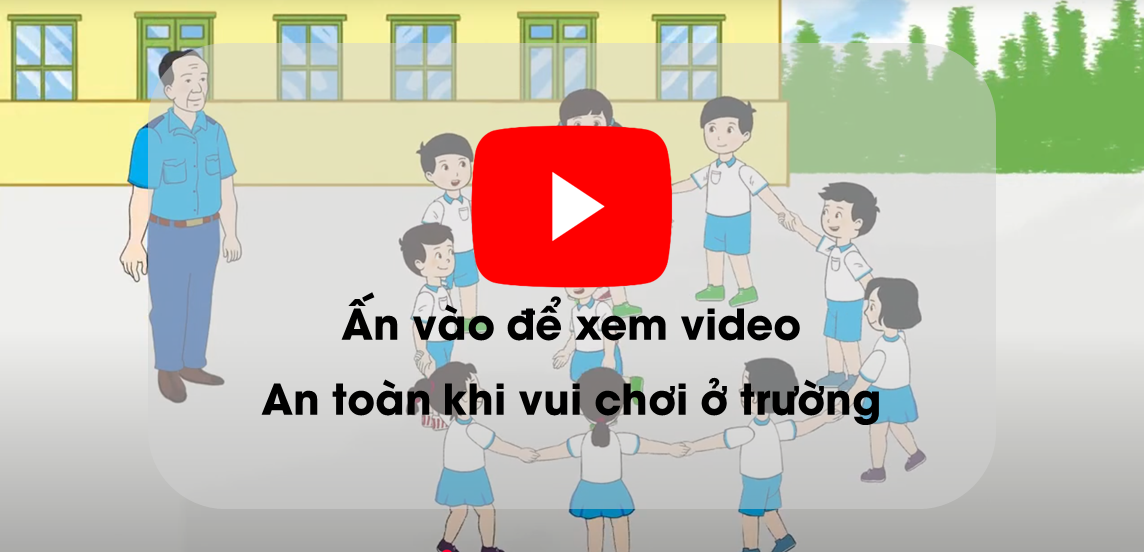 Ấn vào để xem video
An toàn khi vui chơi ở trường